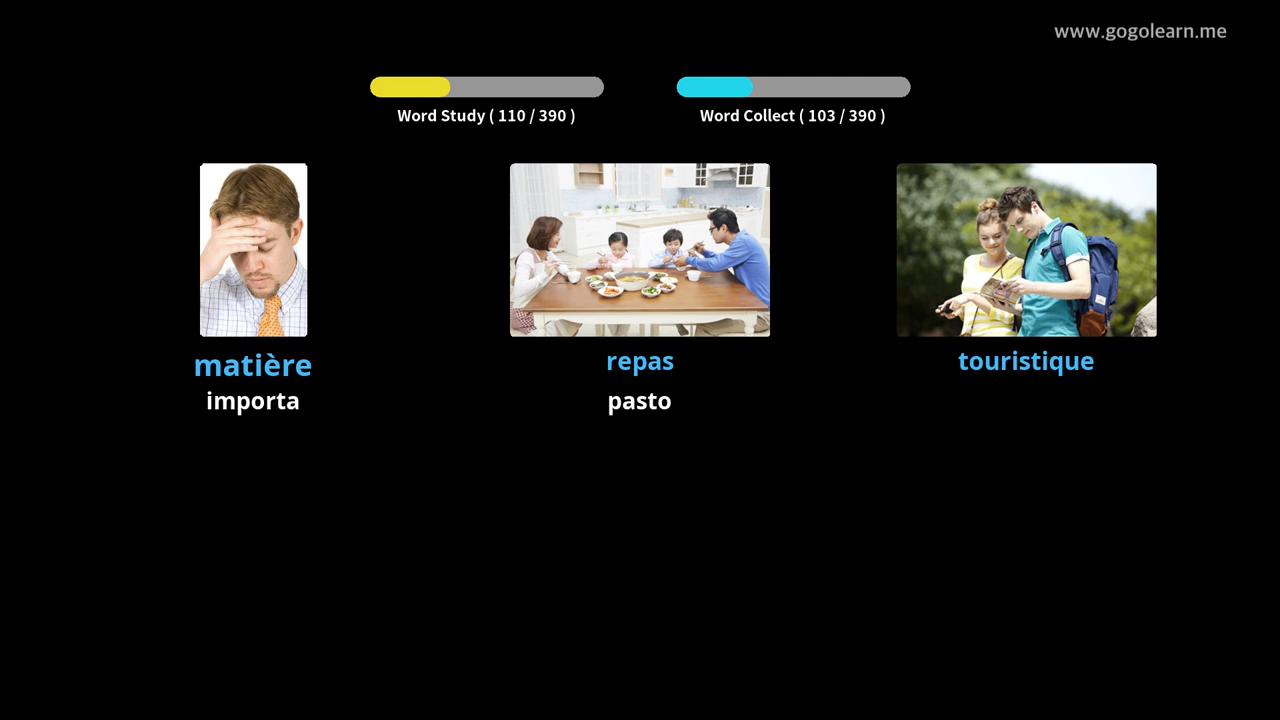 www.gogolearn.me
Word Study ( 110 / 390 )
Word Collect ( 103 / 390 )
matière
importa
repas
pasto
touristique